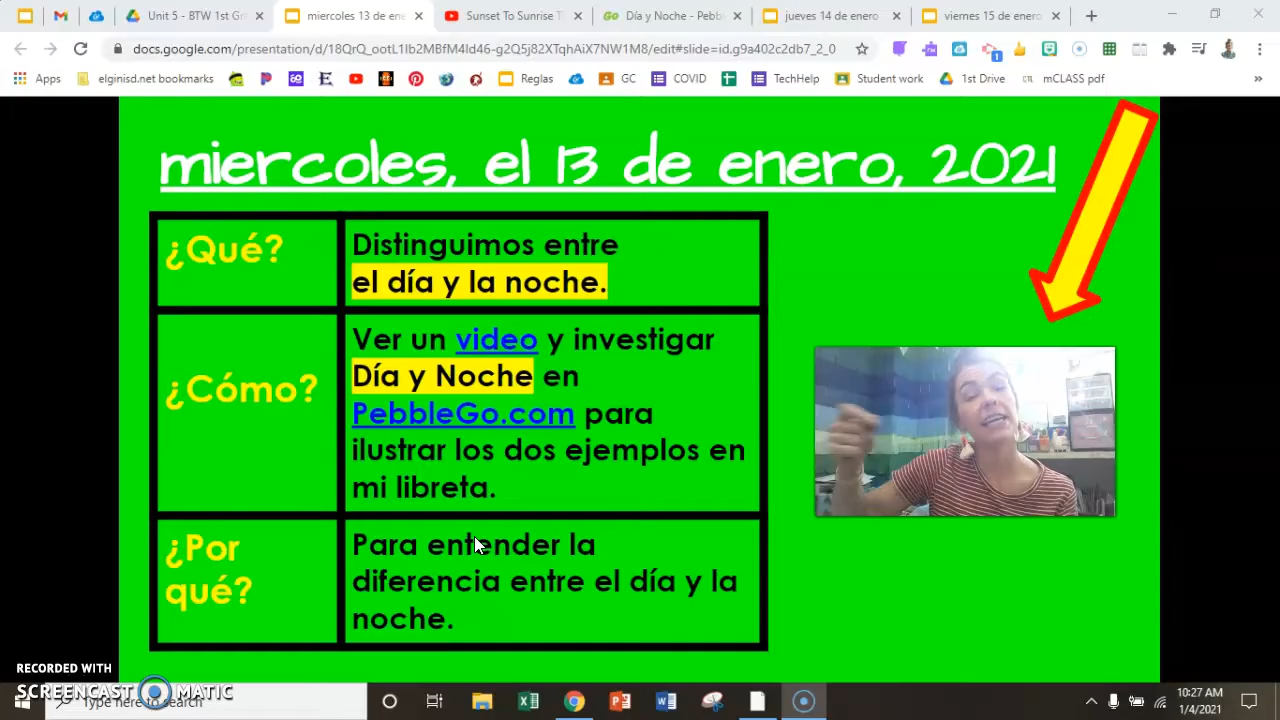 Unit 5 - BTW 1st Gr
miercoles 13 de ene
Sunset To Sunrise T
Día y Noche - Pebb
jueves 14 de enero
viernes 15 de enero
docs.google.com/presentation/d/18QrQ_ootL1Ib2MBfM4Id46-g2Q5j82XTqhAiX7NW1M8/edit#slide=id.g9a402c2db7_2_0
Apps
elginisd.net bookmarks
Reglas
GC
COVID
TechHelp
Student work
1st Drive
mCLASS pdf
miercoles, el 13 de enero, 2021
¿Qué?
Distinguimos entre
el día y la noche.
¿Cómo?
Ver un video y investigar
Día y Noche en
PebbleGo.com para
ilustrar los dos ejemplos en
mi libreta.
¿Por
qué?
Para entender la
diferencia entre el día y la
noche.
RECORDED WITH
SCREENCAST MATIC
Type here to search
10:27 AM
1/4/2021